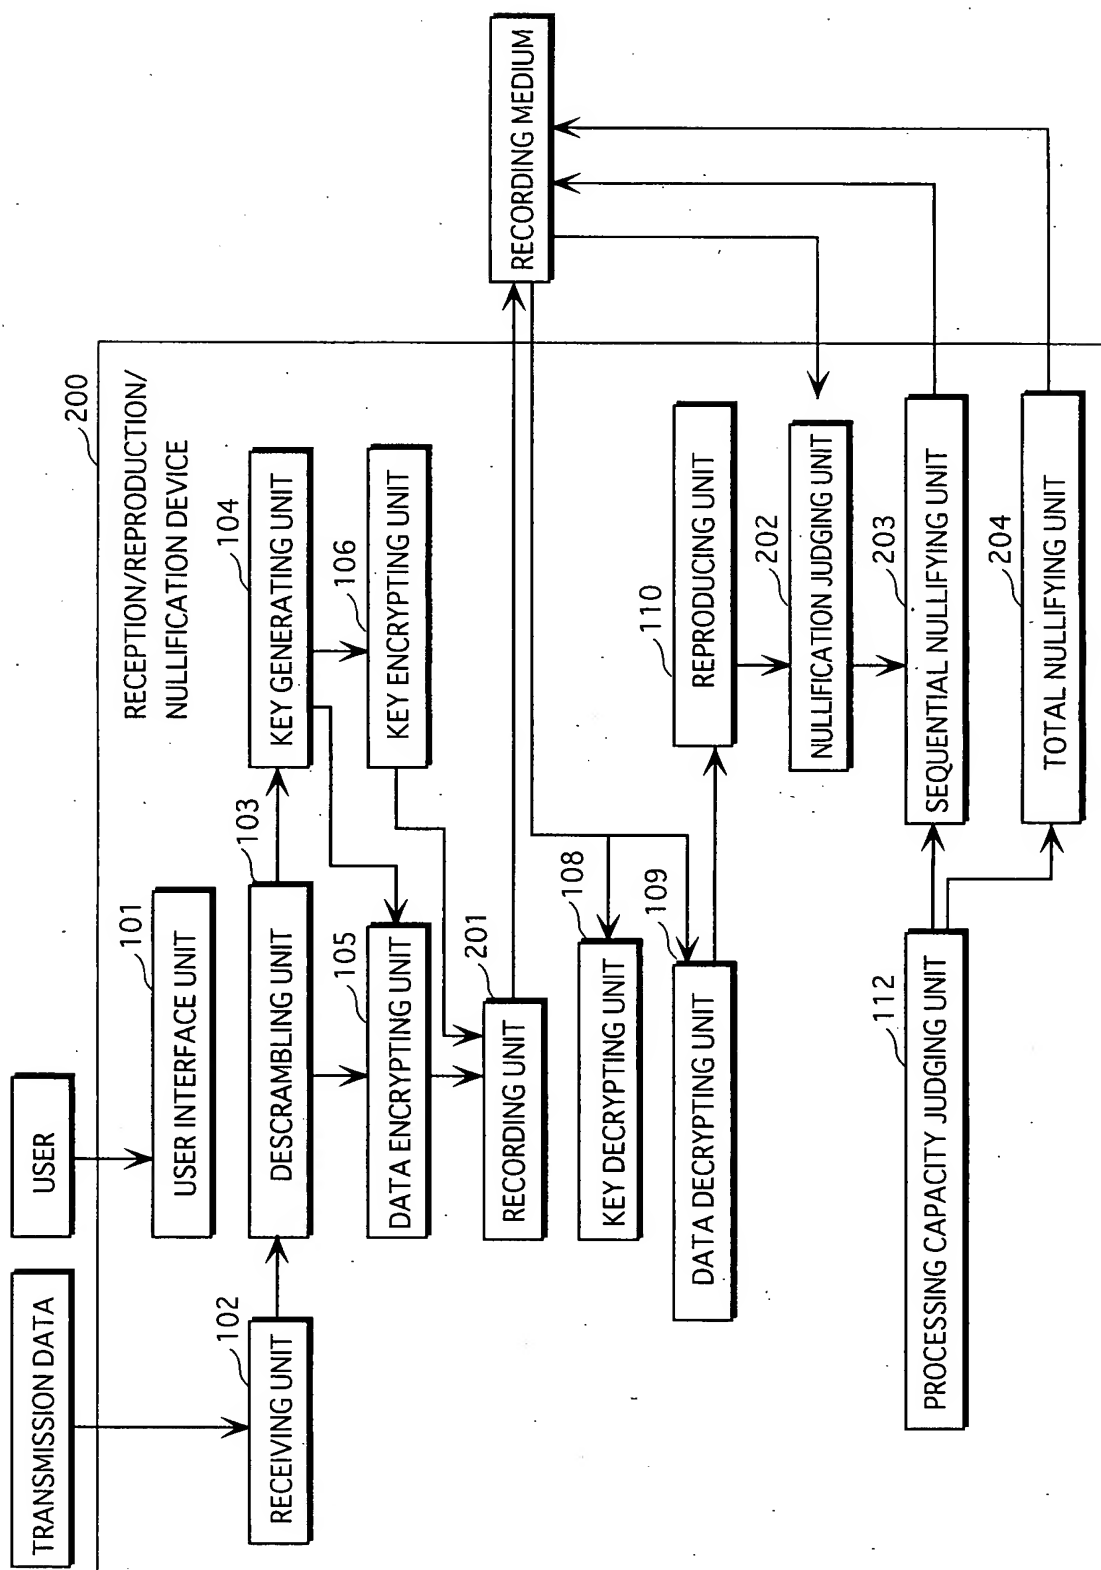 TRANSMISSION DATA
USER
200
RECEPTION/REPRODUCTION/
NULLIFICATION DEVICE
101
USER INTERFACE UNIT
102
RECEIVING UNIT
103
DESCRAMBLING UNIT
104
KEY GENERATING UNIT
105
DATA ENCRYPTING UNIT
106
KEY ENCRYPTING UNIT
201
RECORDING UNIT
RECORDING MEDIUM
108
KEY DECRYPTING UNIT
109
DATA DECRYPTING UNIT
110
REPRODUCING UNIT
202
NULLIFICATION JUDGING UNIT
112
PROCESSING CAPACITY JUDGING UNIT
203
SEQUENTIAL NULLIFYING UNIT
204
TOTAL NULLIFYING UNIT